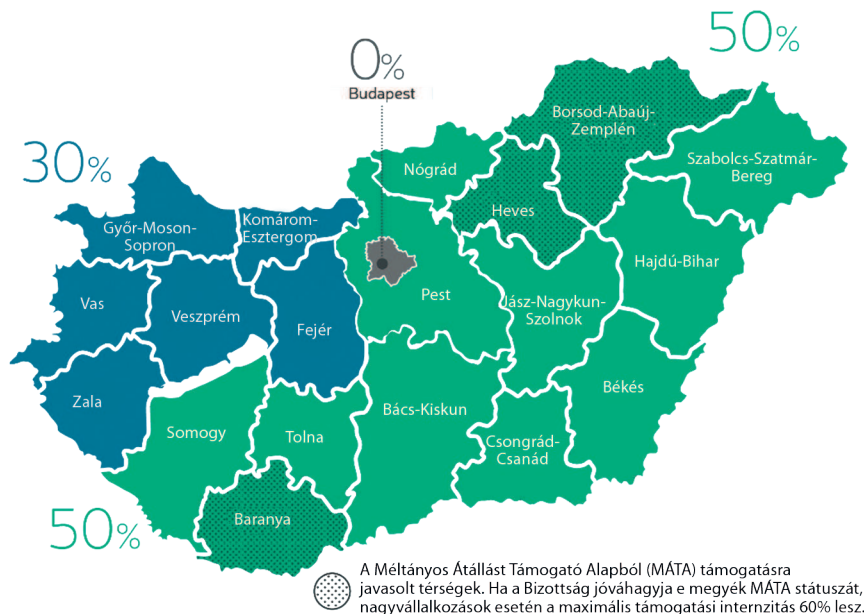 50%
0%
Budapest
Borsod-Abaúj-
Zemplén
30%
Nógrád
Szabolcs-Szatmár-
Bereg
Heves
Győr-Moson-
Sopron
Komárom-
Esztergom
Hajdú-Bihar
Vas
Veszprém
Fejér
Pest
Jász-Nagykun-
Szolnok
Zala
Somogy
Tolna
Bács-Kiskun
Békés
Csongrád-
Csanád
50%
Baranya
A Méltányos Átállást Támogató Alapból (MÁTA) támogatásra
javasolt térségek. Ha a Bizottság jóváhagyja e megyék MÁTA státuszát,
nagyvállalkozások esetén a maximális támogatási internzitás 60% lesz.